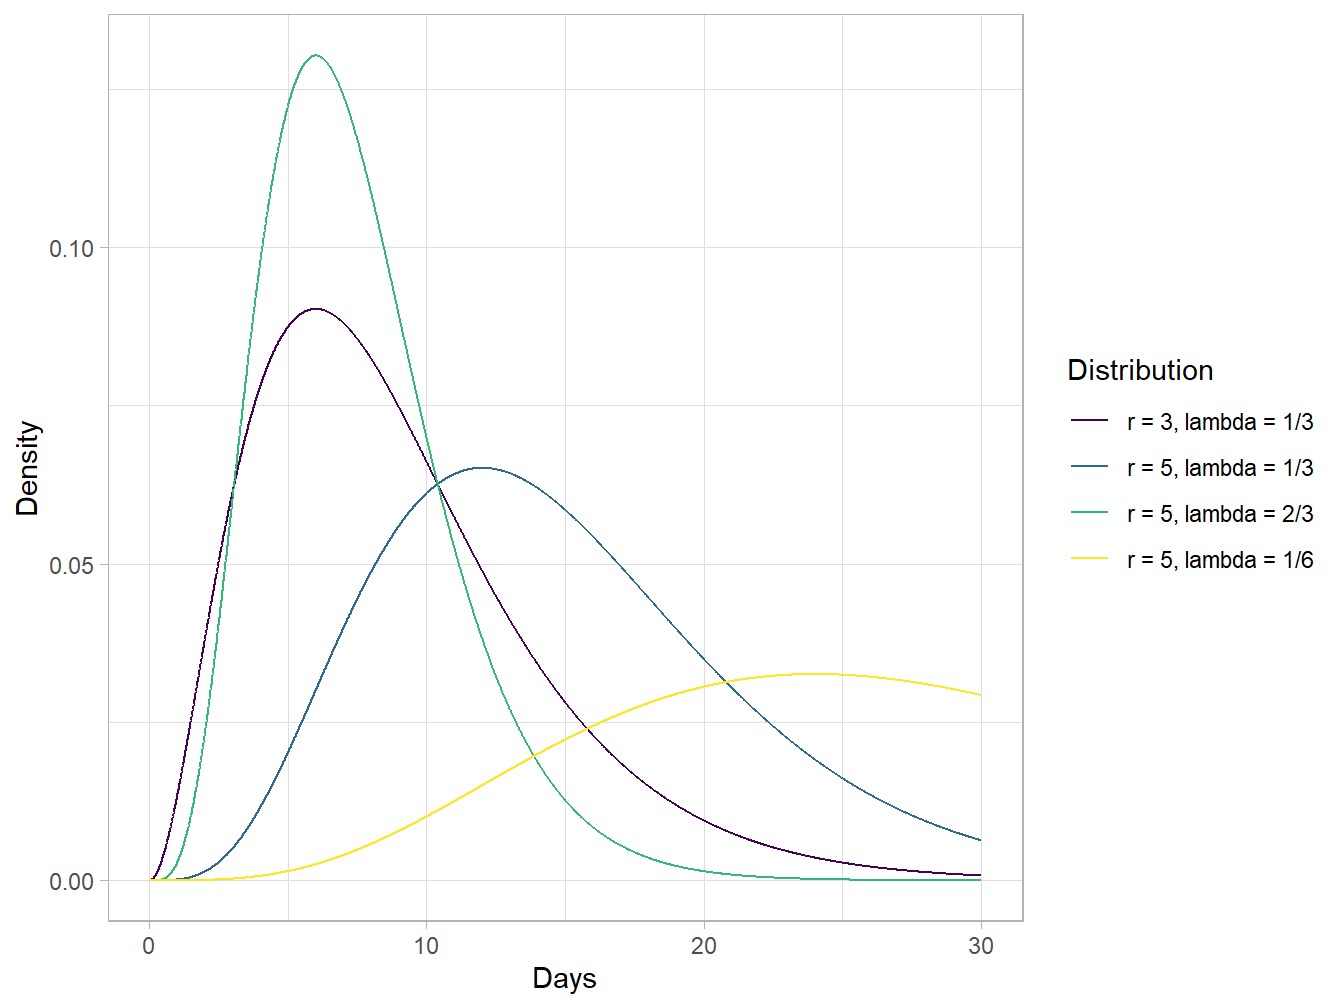 Density
0.10
0.05
0.00
0
10
20
30
Days
Distribution
r = 3, lambda = 1/3
r = 5, lambda = 1/3
r = 5, lambda = 2/3
r = 5, lambda = 1/6